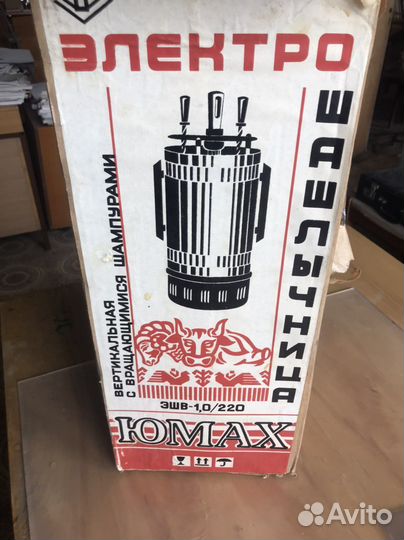 ЭЛЕКТРО
ШАШЛЫЧНИЦА
ВЕРТИКАЛЬНАЯ
С ВРАЩАЮЩИМИСЯ ШАМПУРАМИ
ЭШВ-1,0/220
ЮМАХ
Avito